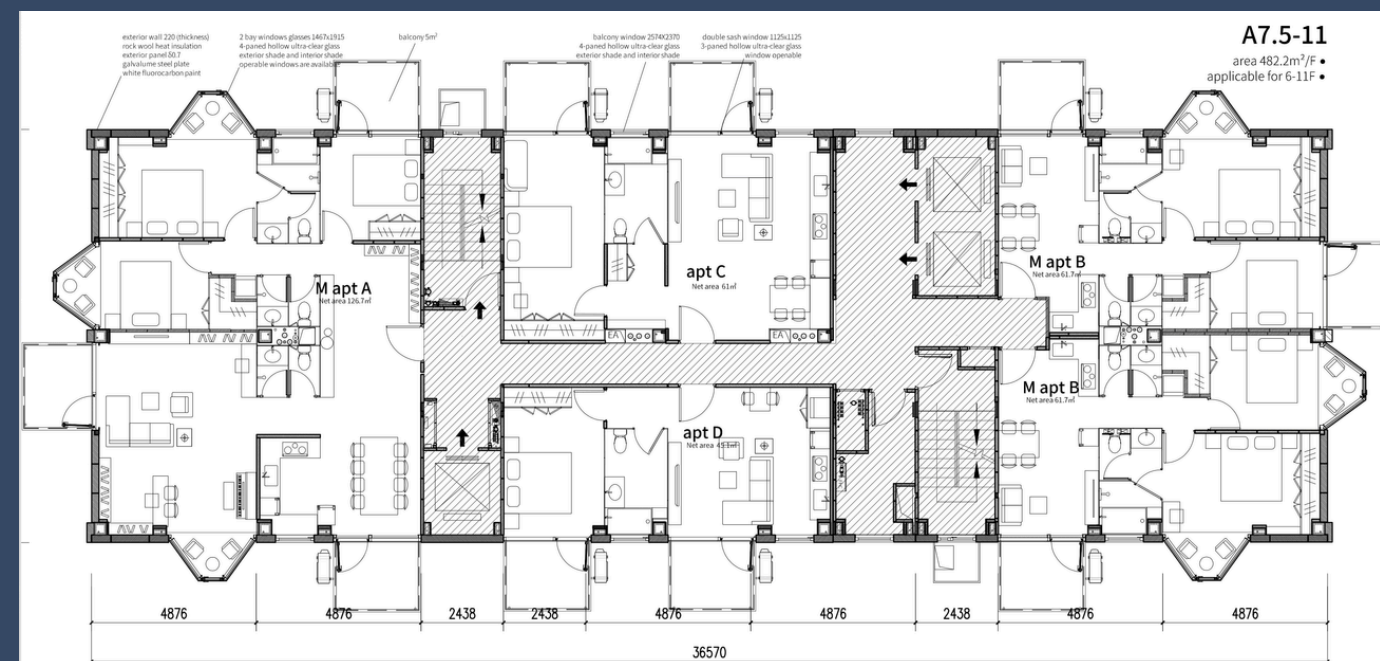 exterior wall 220 (thickness)
rock wool heat insulation
exterior panel δ0.7
galvalume steel plate
white fluorocarbon paint
2 bay windows glasses 1467x1915
4-paned hollow ultra-clear glass
exterior shade and interior shade
operable windows are available
balcony 5m²
balcony window 2574X2370
4-paned hollow ultra-clear glass
exterior shade and interior shade
double sash window 1125x1125
3-paned hollow ultra-clear glass
window openable
A7.5-11
area 482.2m²/F •
applicable for 6-11F •
M apt A
Net area 126.7㎡
apt C
Net area 61㎡
M apt B
Net area 61.7㎡
EA
EA
M apt B
Net area 61.7㎡
apt D
Net area
4876
4876
2438
2438
4876
4876
2438
4876
4876
36570